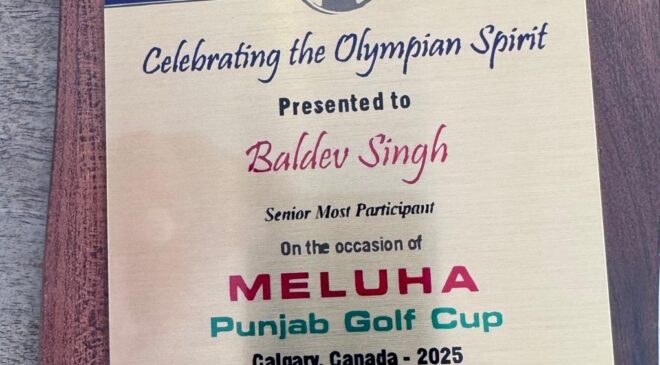 Celebrating the Olympian Spirit
Presented to
Baldev Singh
Senior Most Participant
On the occasion of
MELUHA
Punjab Golf Cup
Calgary, Canada - 2025